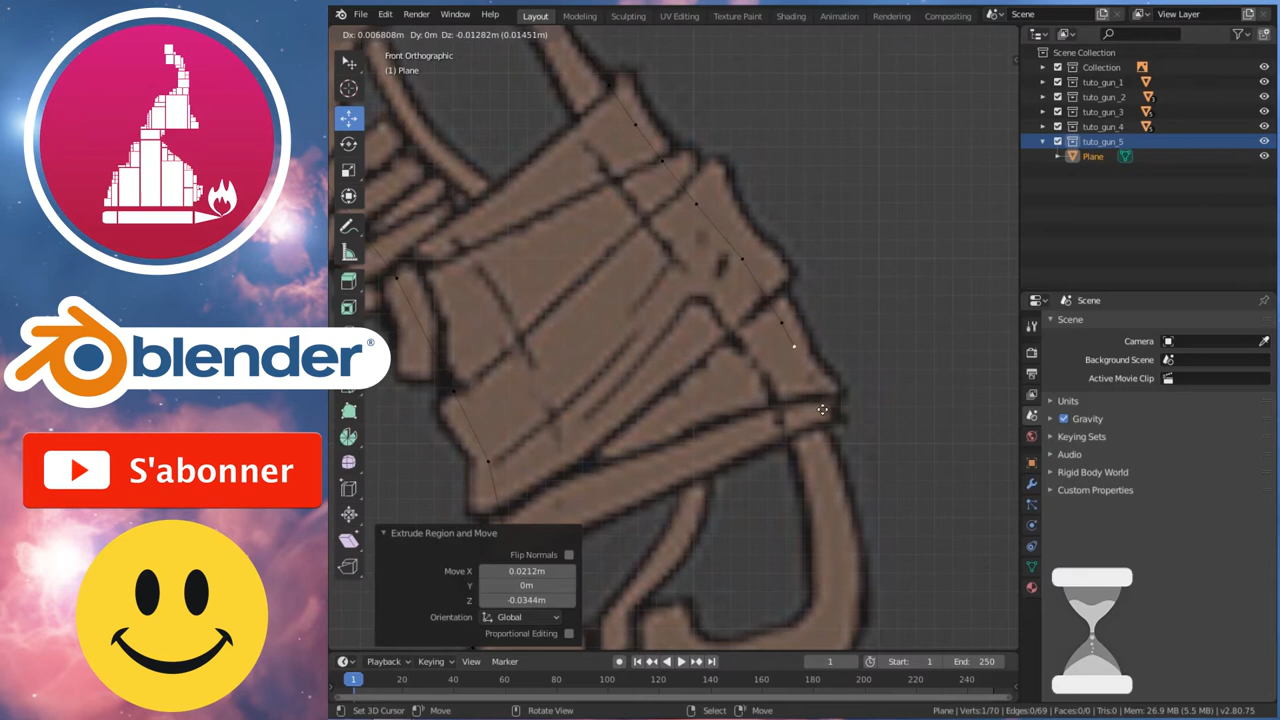 File Edit Render Window Help
Layout Modeling Sculpting UV Editing Texture Paint Shading Animation Rendering Compositing
Scene
View Layer
Dx: 0.006808m Dy: 0m Dz: -0.01282m (0.01451m)
Front Orthographic
(1) Plane
Scene Collection
Collection
tuto_gun_1
tuto_gun _2
tuto_gun_3
tuto_gun_4
tuto_gun_5
Plane
blender®
S'abonner
Scene
Scene
Camera
Background Scene
Active Movie Clip
Units
Gravity
Keying Sets
Audio
Rigid Body World
Custom Properties
Extrude Region and Move
Flip Normals
Move X 0.0212m
Y 0m
Z -0.0344m
Orientation Global
Proportional Editing
Playback Keying View Marker
1 Start: 1 End: 250
1 20 40 60 80 100 120 140 160 180 200 220 240
Set 3D Cursor Move Rotate View Select Move Plane | Verts:1/70 | Edges:0/69 | Faces:0/0 | Tris:0 | Mem: 26.9 MB (5.5 MB) | v2.80.75